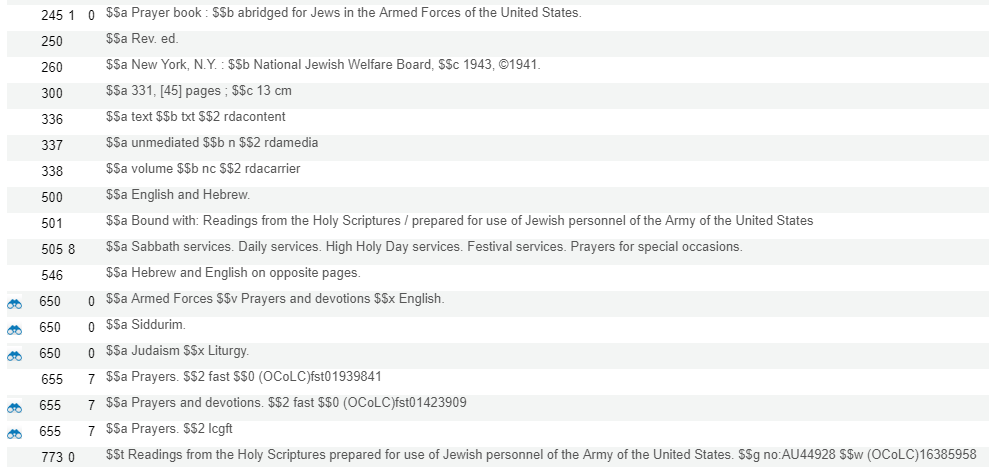 245 1 0 $$a Prayer book : $$b abridged for Jews in the Armed Forces of the United States.
250 $$a Rev. ed.
260 $$a New York, N.Y. : $$b National Jewish Welfare Board, $$c 1943, ©1941.
300 $$a 331, [45] pages ; $$c 13 cm
336 $$a text $$b txt $$2 rdacontent
337 $$a unmediated $$b n $$2 rdamedia
338 $$a volume $$b nc $$2 rdacarrier
500 $$a English and Hebrew.
501 $$a Bound with: Readings from the Holy Scriptures / prepared for use of Jewish personnel of the Army of the United States
505 8 $$a Sabbath services. Daily services. High Holy Day services. Festival services. Prayers for special occasions.
546 $$a Hebrew and English on opposite pages.
650 0 $$a Armed Forces $$v Prayers and devotions $$x English.
650 0 $$a Siddurim.
650 0 $$a Judaism $$x Liturgy.
655 7 $$a Prayers. $$2 fast $$0 (OCoLC)fst01939841
655 7 $$a Prayers and devotions. $$2 fast $$0 (OCoLC)fst01423909
655 7 $$a Prayers. $$2 lcgft
773 0 $$t Readings from the Holy Scriptures prepared for use of Jewish personnel of the Army of the United States. $$g no:AU44928 $$w (OCoLC)16385958